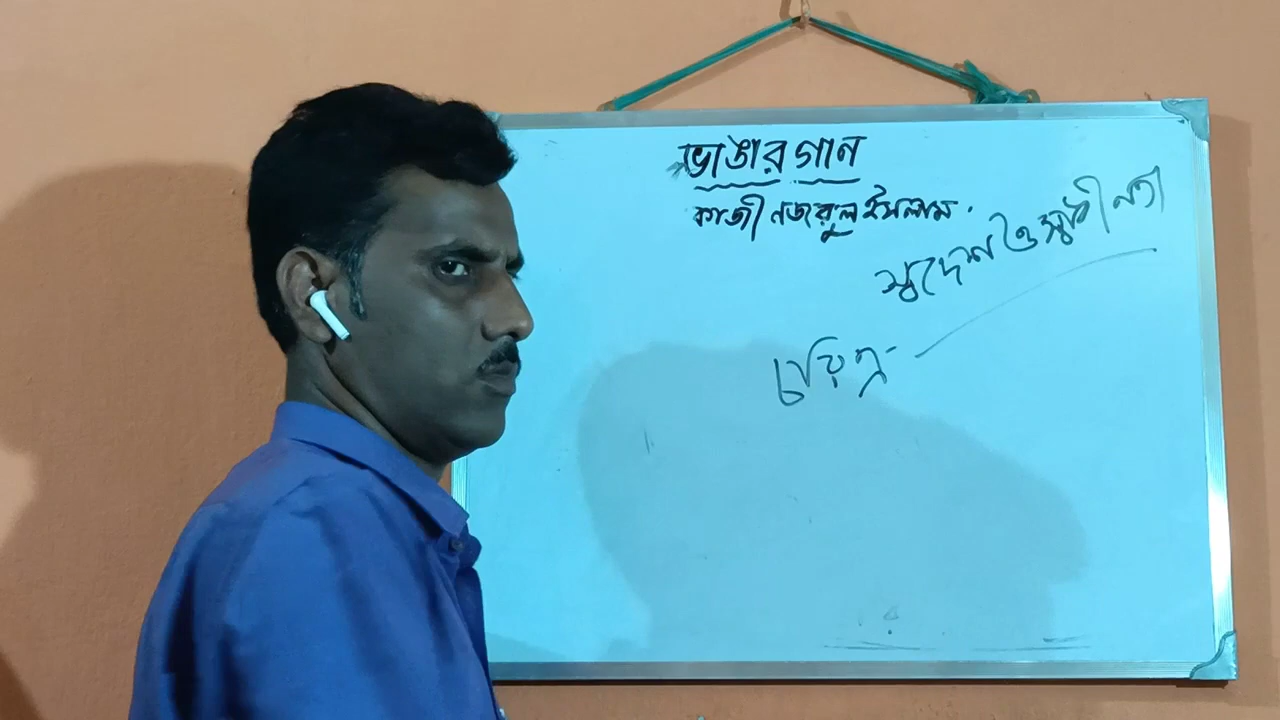 ভাঙার গান
কাজী নজরুল ইসলাম.
স্বদেশ ও স্বাধীনতা
চরিত্র-